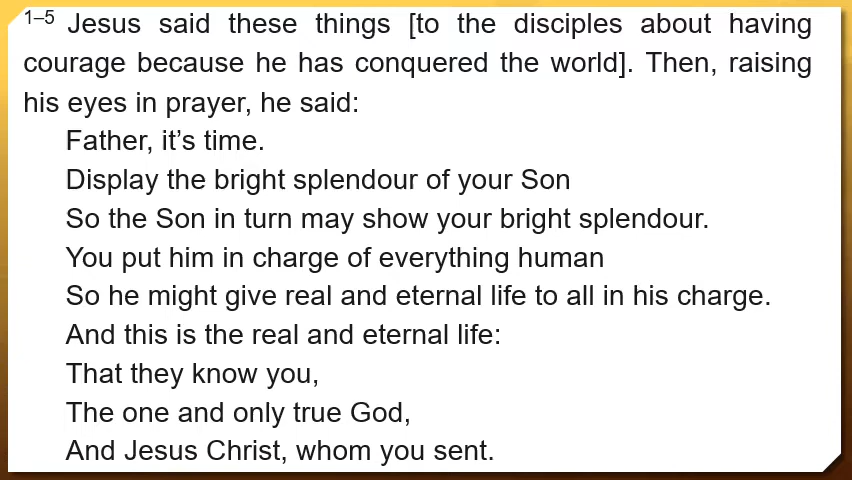 1–5 Jesus said these things [to the disciples about having
courage because he has conquered the world]. Then, raising
his eyes in prayer, he said:
Father, it’s time.
Display the bright splendour of your Son
So the Son in turn may show your bright splendour.
You put him in charge of everything human
So he might give real and eternal life to all in his charge.
And this is the real and eternal life:
That they know you,
The one and only true God,
And Jesus Christ, whom you sent.